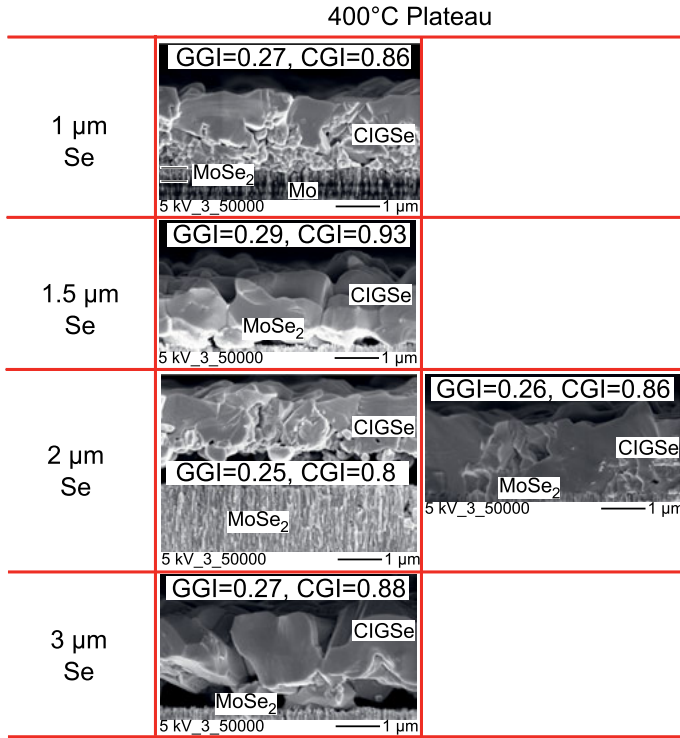 400°C Plateau
1 µm
Se
GGI=0.27, CGI=0.86
CIGSe
MoSe2
Mo
5 kV_3_50000 1 µm
1.5 µm
Se
GGI=0.29, CGI=0.93
CIGSe
MoSe2
5 kV_3_50000 1 µm
2 µm
Se
CIGSe
GGI=0.25, CGI=0.8
MoSe2
5 kV_3_50000 1 µm
GGI=0.26, CGI=0.86
CIGSe
MoSe2
5 kV_3_50000 1 µm
3 µm
Se
GGI=0.27, CGI=0.88
CIGSe
MoSe2
5 kV_3_50000 1 µm